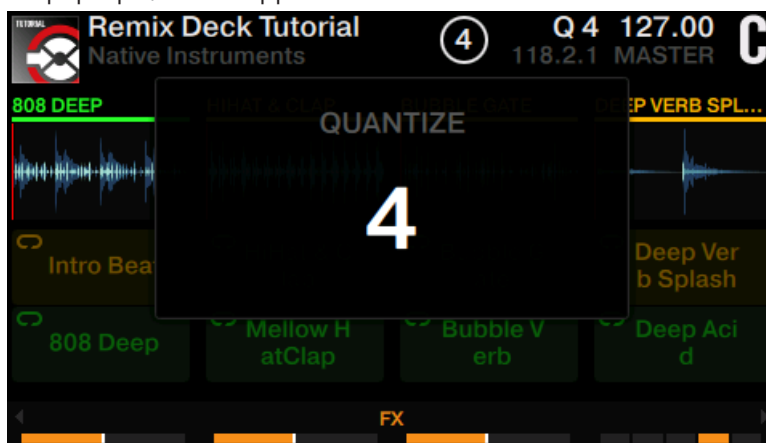 TUTORIAL
Remix Deck Tutorial
4
Q 4 127.00
C
Native Instruments
118.2.1 MASTER
808 DEEP
HIHAT & CLAP
BUBBLE GATE
DEEP VERB SPL...
QUANTIZE
4
C
Intro Bea
C
Deep Ver
b Splash
C
808 Deep
C
Mellow H
atClap
C
Bubble V
erb
C
Deep Aci
d
FX